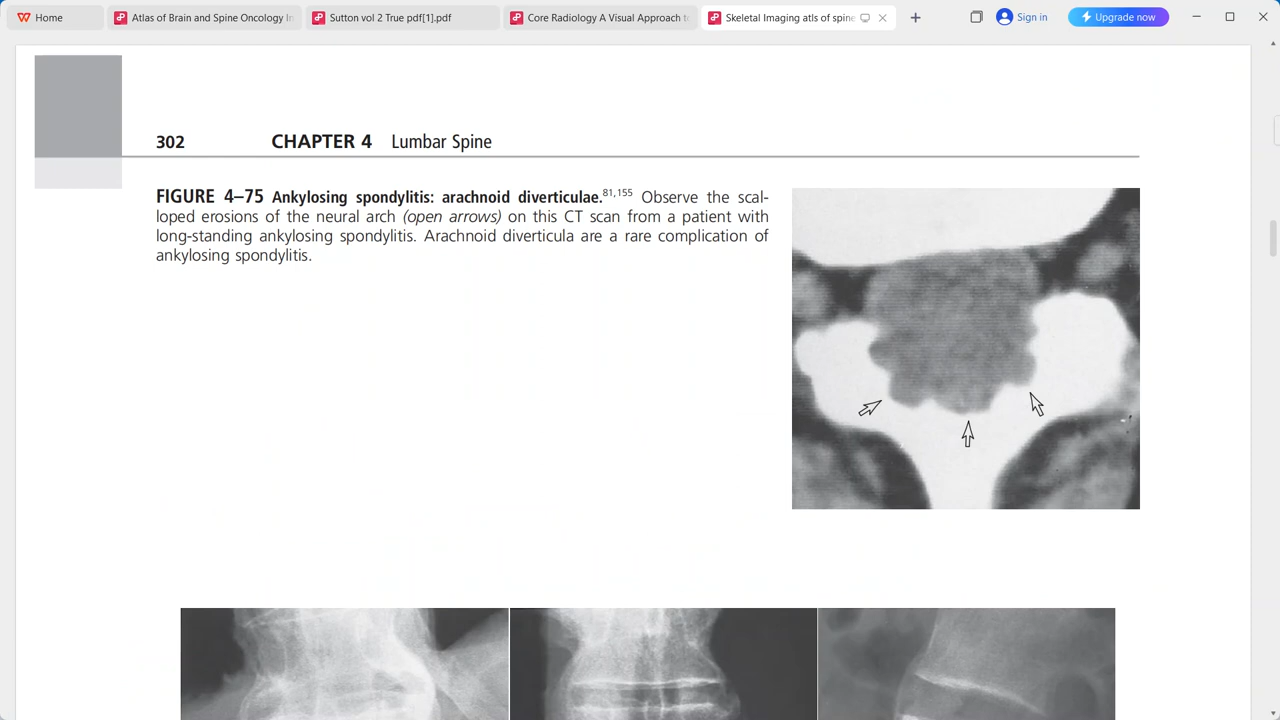 Home
Atlas of Brain and Spine Oncology I
Sutton vol 2 True pdf[1].pdf
Core Radiology A Visual Approach to
Skeletal Imaging atls of spine
Sign in
Upgrade now
302 CHAPTER 4 Lumbar Spine
FIGURE 4–75 Ankylosing spondylitis: arachnoid diverticulae.81,155 Observe the scal-
loped erosions of the neural arch (open arrows) on this CT scan from a patient with
long-standing ankylosing spondylitis. Arachnoid diverticula are a rare complication of
ankylosing spondylitis.